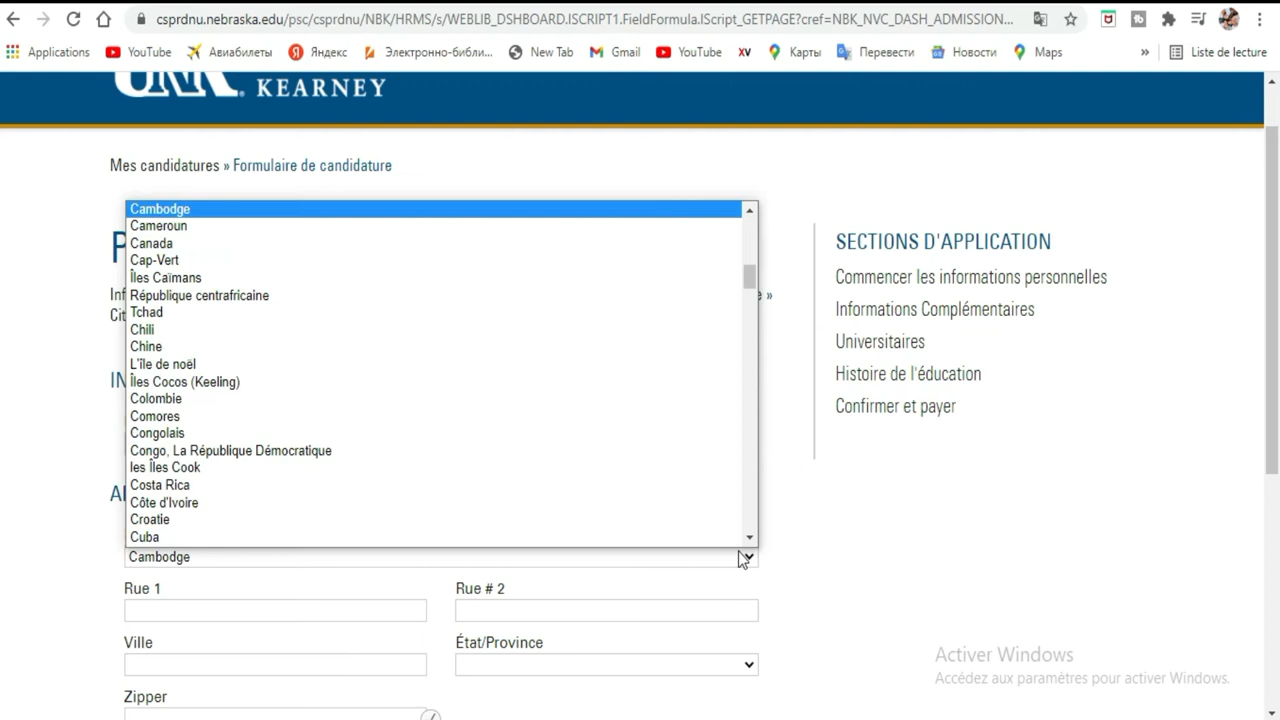 csprdnu.nebraska.edu/psc/csprdnu/NBK/HRMS/s/WEBLIB_DSHBOARD.ISCRIPT1.FieldFormula.IScript_GETPAGE?cref=NBK_NVC_DASH_ADMISSION...
Applications YouTube Авиабилеты Яндекс Электронно-библи... New Tab Gmail YouTube XV Карты Перевести Новости Maps » Liste de lecture
UNK KEARNEY
Mes candidatures » Formulaire de candidature
Cambodge
Cameroun
Canada
Cap-Vert
Îles Caïmans
République centrafricaine
Tchad
Chili
Chine
L'île de noël
Îles Cocos (Keeling)
Colombie
Comores
Congolais
Congo, La République Démocratique
les Îles Cook
Costa Rica
Côte d'Ivoire
Croatie
Cuba
Cambodge
Rue 1 Rue # 2
Ville État/Province
Zipper
SECTIONS D'APPLICATION
Commencer les informations personnelles
Informations Complémentaires
Universitaires
Histoire de l'éducation
Confirmer et payer
Activer Windows
Accédez aux paramètres pour activer Windows.